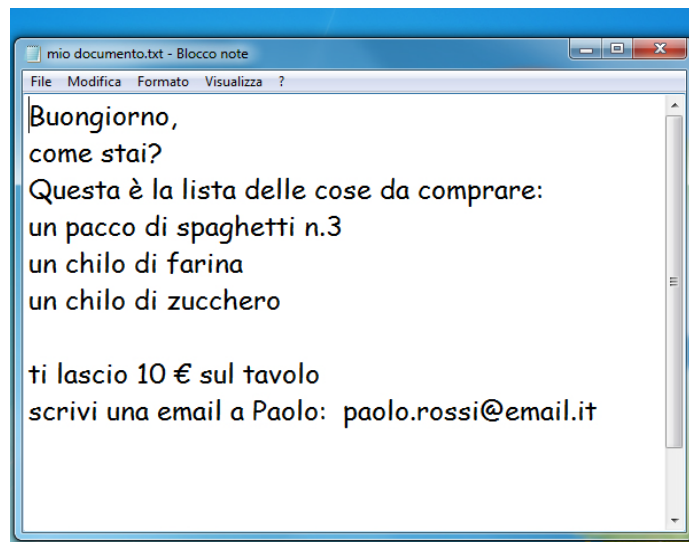 mio documento.txt - Blocco note
File Modifica Formato Visualizza ?
Buongiorno,
come stai?
Questa è la lista delle cose da comprare:
un pacco di spaghetti n.3
un chilo di farina
un chilo di zucchero
ti lascio 10 € sul tavolo
scrivi una email a Paolo:  paolo.rossi@email.it